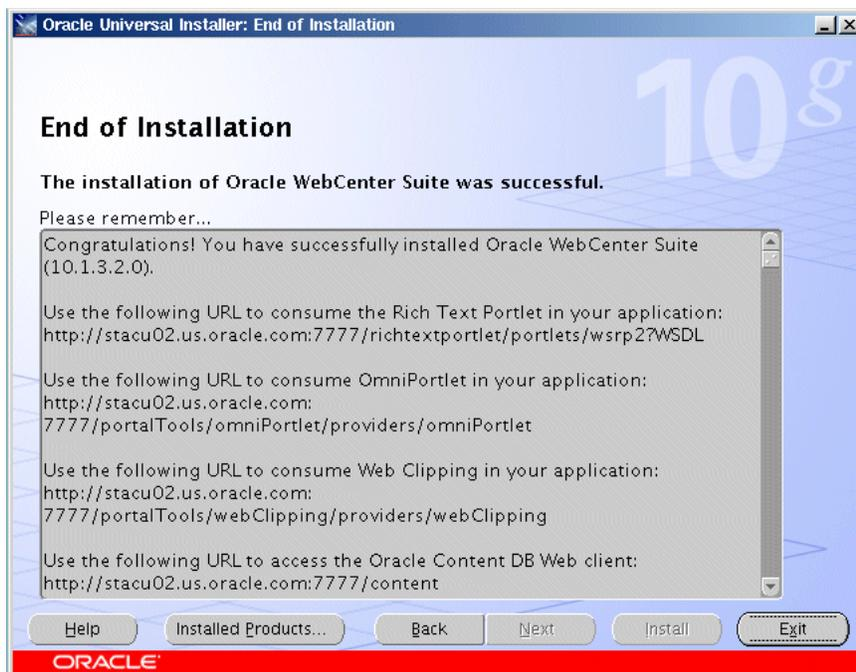 Oracle Universal Installer: End of Installation
10g
End of Installation
The installation of Oracle WebCenter Suite was successful.
Please remember...
Congratulations! You have successfully installed Oracle WebCenter Suite
(10.1.3.2.0).
Use the following URL to consume the Rich Text Portlet in your application:
http://stacu02.us.oracle.com:7777/richtextportlet/portlets/wsrp2?WSDL
Use the following URL to consume OmniPortlet in your application:
http://stacu02.us.oracle.com:
7777/portalTools/omniPortlet/providers/omniPortlet
Use the following URL to consume Web Clipping in your application:
http://stacu02.us.oracle.com:
7777/portalTools/webClipping/providers/webClipping
Use the following URL to access the Oracle Content DB Web client:
http://stacu02.us.oracle.com:7777/content
Help Installed Products... Back Next Install Exit
ORACLE